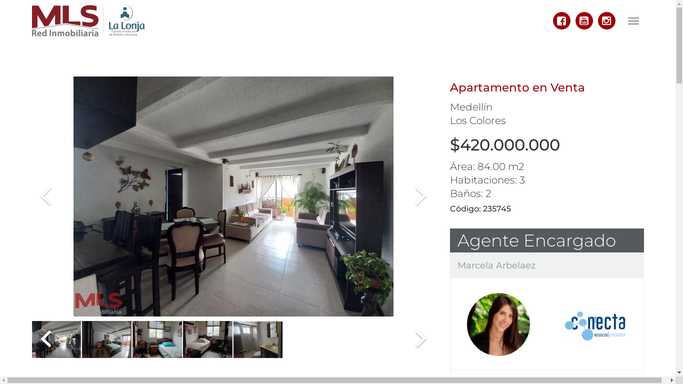 MLS
Red Inmobiliaria
La Lonja
Apartamento en Venta
Medellín
Los Colores
$420.000.000
Área: 84.00 m2
Habitaciones: 3
Baños: 2
Código: 235745
Agente Encargado
Marcela Arbelaez
conecta
MLS